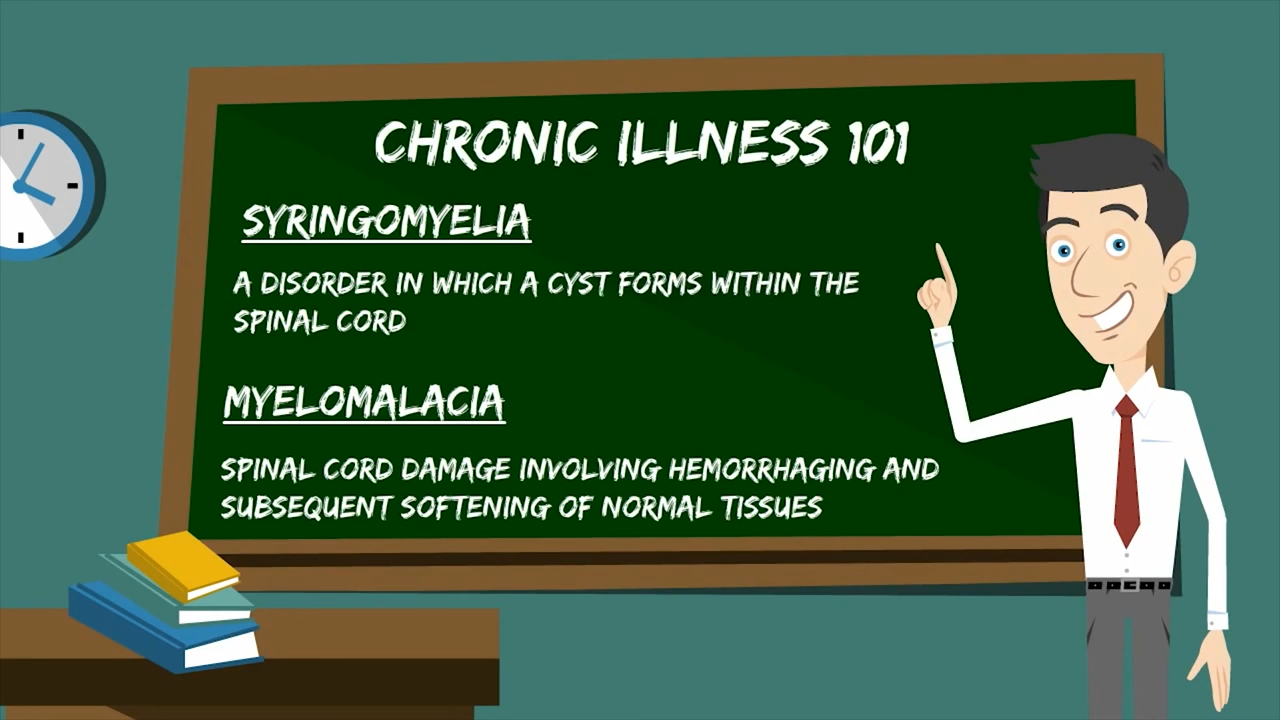 CHRONIC ILLNESS 101
SYRINGOMYELIA
A DISORDER IN WHICH A CYST FORMS WITHIN THE
SPINAL CORD
MYELOMALACIA
SPINAL CORD DAMAGE INVOLVING HEMORRHAGING AND
SUBSEQUENT SOFTENING OF NORMAL TISSUES